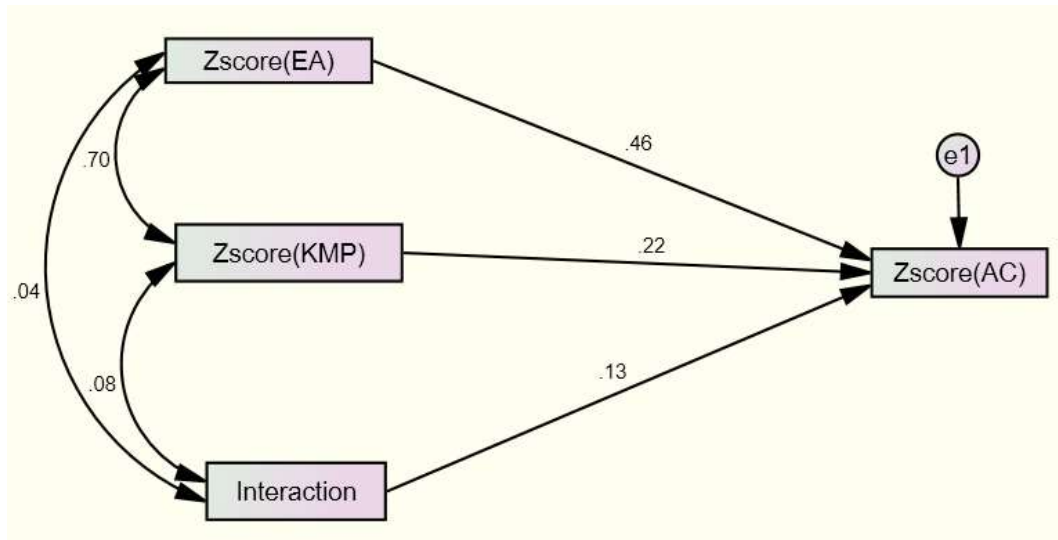 Zscore(EA)
.46
e1
.70
Zscore(KMP)
.22
Zscore(AC)
.04
.08
.13
Interaction